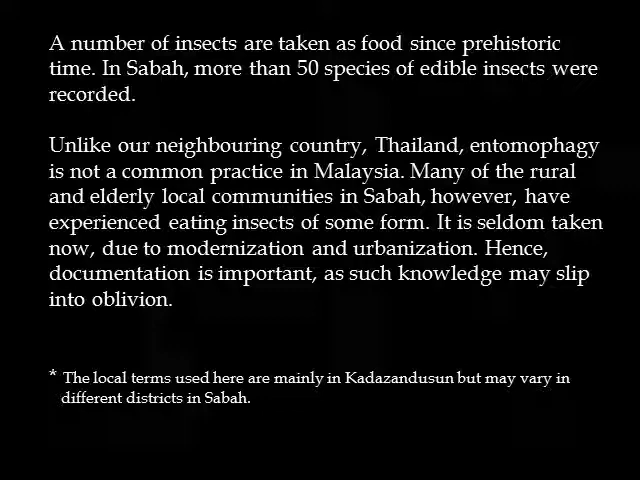 A number of insects are taken as food since prehistoric
time. In Sabah, more than 50 species of edible insects were
recorded.
Unlike our neighbouring country, Thailand, entomophagy
is not a common practice in Malaysia. Many of the rural
and elderly local communities in Sabah, however, have
experienced eating insects of some form. It is seldom taken
now, due to modernization and urbanization. Hence,
documentation is important, as such knowledge may slip
into oblivion.
* The local terms used here are mainly in Kadazandusun but may vary in
different districts in Sabah.